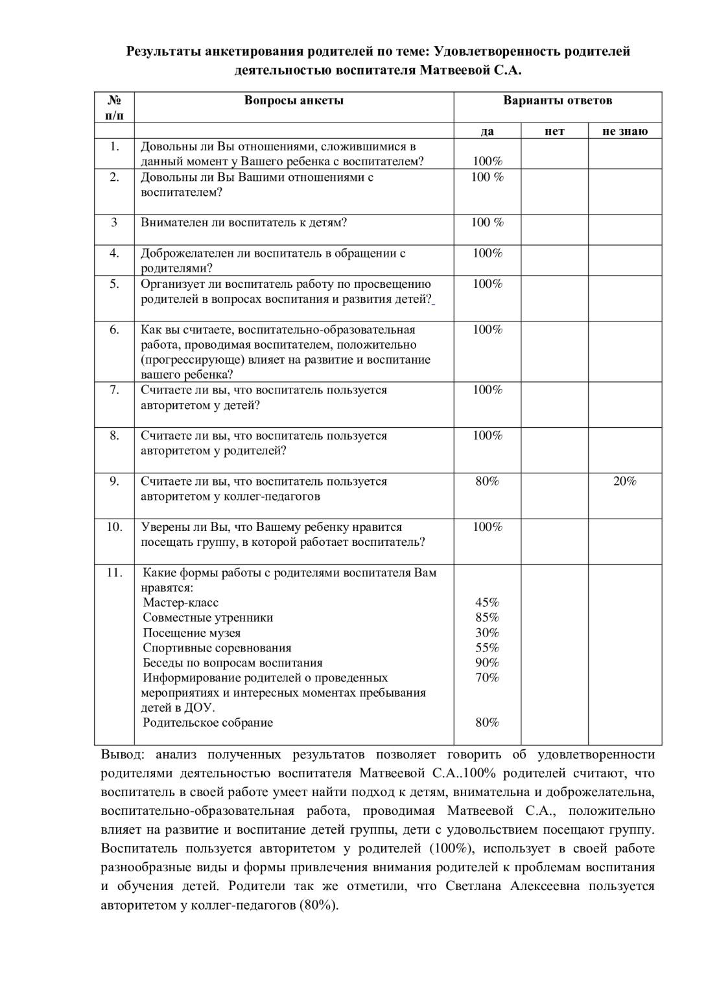 Результаты анкетирования родителей по теме: Удовлетворенность родителей
деятельностью воспитателя Матвеевой С.А.
№
п/п
Вопросы анкеты
Варианты ответов
да
нет
не знаю
1.
Довольны ли Вы отношениями, сложившимися в
данный момент у Вашего ребенка с воспитателем?
100%
2.
Довольны ли Вы Вашими отношениями с
воспитателем?
100 %
3
Внимателен ли воспитатель к детям?
100 %
4.
Доброжелателен ли воспитатель в обращении с
родителями?
100%
5.
Организует ли воспитатель работу по просвещению
родителей в вопросах воспитания и развития детей?
100%
6.
Как вы считаете, воспитательно-образовательная
работа, проводимая воспитателем, положительно
(прогрессирующе) влияет на развитие и воспитание
вашего ребенка?
100%
7.
Считаете ли вы, что воспитатель пользуется
авторитетом у детей?
100%
8.
Считаете ли вы, что воспитатель пользуется
авторитетом у родителей?
100%
9.
Считаете ли вы, что воспитатель пользуется
авторитетом у коллег-педагогов
80%
20%
10.
Уверены ли Вы, что Вашему ребенку нравится
посещать группу, в которой работает воспитатель?
100%
11.
Какие формы работы с родителями воспитателя Вам
нравятся:
Мастер-класс 45%
Совместные утренники 85%
Посещение музея 30%
Спортивные соревнования 55%
Беседы по вопросам воспитания 90%
Информирование родителей о проведенных 70%
мероприятиях и интересных моментах пребывания
детей в ДОУ.
Родительское собрание 80%
Вывод: анализ полученных результатов позволяет говорить об удовлетворенности
родителями деятельностью воспитателя Матвеевой С.А..100% родителей считают, что
воспитатель в своей работе умеет найти подход к детям, внимательна и доброжелательна,
воспитательно-образовательная работа, проводимая Матвеевой С.А., положительно
влияет на развитие и воспитание детей группы, дети с удовольствием посещают группу.
Воспитатель пользуется авторитетом у родителей (100%), использует в своей работе
разнообразные виды и формы привлечения внимания родителей к проблемам воспитания
и обучения детей. Родители так же отметили, что Светлана Алексеевна пользуется
авторитетом у коллег-педагогов (80%).